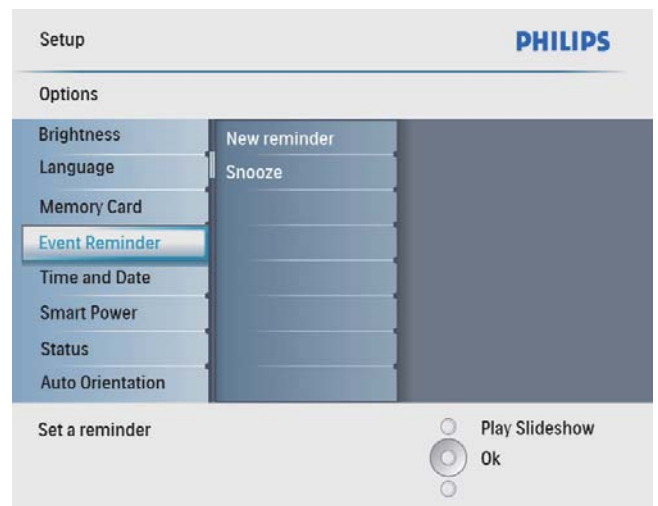 Setup
PHILIPS
Options
Brightness
Language
Memory Card
Event Reminder
Time and Date
Smart Power
Status
Auto Orientation
New reminder
Snooze
Set a reminder
Play Slideshow
Ok